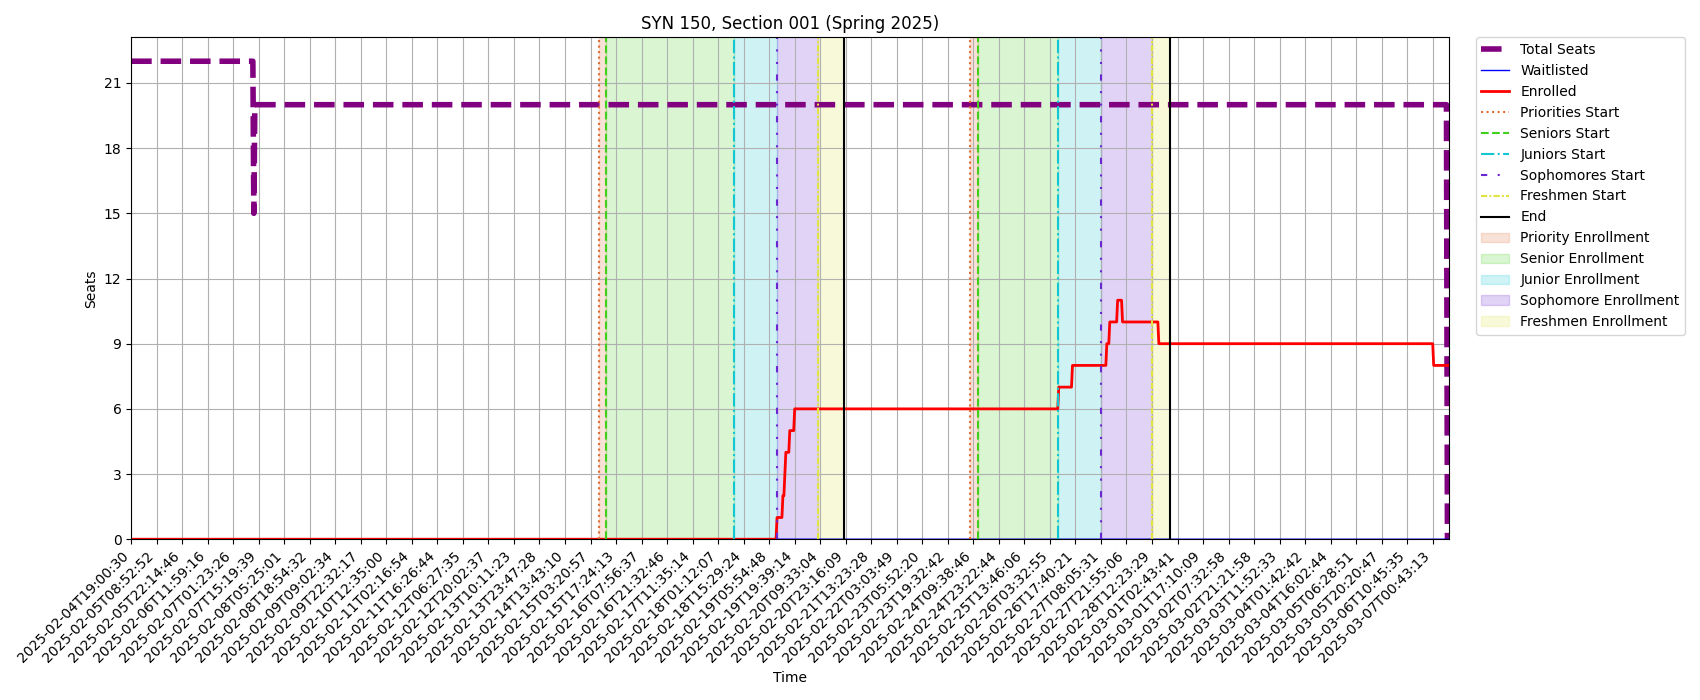 SYN 150, Section 001 (Spring 2025)
Seats
21
18
15
12
9
6
3
0
2025-02-04T19:00:30
2025-02-05T08:52:52
2025-02-05T22:14:46
2025-02-06T11:59:16
2025-02-07T01:23:26
2025-02-07T15:19:39
2025-02-08T05:25:01
2025-02-08T18:54:32
2025-02-09T09:02:34
2025-02-09T22:32:17
2025-02-10T12:35:00
2025-02-11T02:16:54
2025-02-11T16:26:44
2025-02-12T06:27:35
2025-02-12T20:02:37
2025-02-13T10:11:23
2025-02-13T23:47:28
2025-02-14T13:43:10
2025-02-15T03:20:57
2025-02-15T17:24:13
2025-02-16T07:56:37
2025-02-16T21:32:46
2025-02-17T11:35:14
2025-02-18T01:12:07
2025-02-18T15:29:24
2025-02-19T05:54:48
2025-02-19T19:39:14
2025-02-20T09:33:04
2025-02-20T23:16:09
2025-02-21T13:23:28
2025-02-22T03:03:49
2025-02-23T05:52:20
2025-02-23T19:32:42
2025-02-24T09:38:46
2025-02-24T23:22:44
2025-02-25T13:46:06
2025-02-26T03:32:55
2025-02-26T17:40:21
2025-02-27T08:05:31
2025-02-27T21:55:06
2025-02-28T12:23:29
2025-03-01T02:43:41
2025-03-01T17:10:09
2025-03-02T07:32:58
2025-03-02T21:21:58
2025-03-03T11:52:33
2025-03-04T01:42:42
2025-03-04T16:02:44
2025-03-05T06:28:51
2025-03-05T20:20:47
2025-03-06T10:45:35
2025-03-07T00:43:13
Time
Total Seats
Waitlisted
Enrolled
Priorities Start
Seniors Start
Juniors Start
Sophomores Start
Freshmen Start
End
Priority Enrollment
Senior Enrollment
Junior Enrollment
Sophomore Enrollment
Freshmen Enrollment